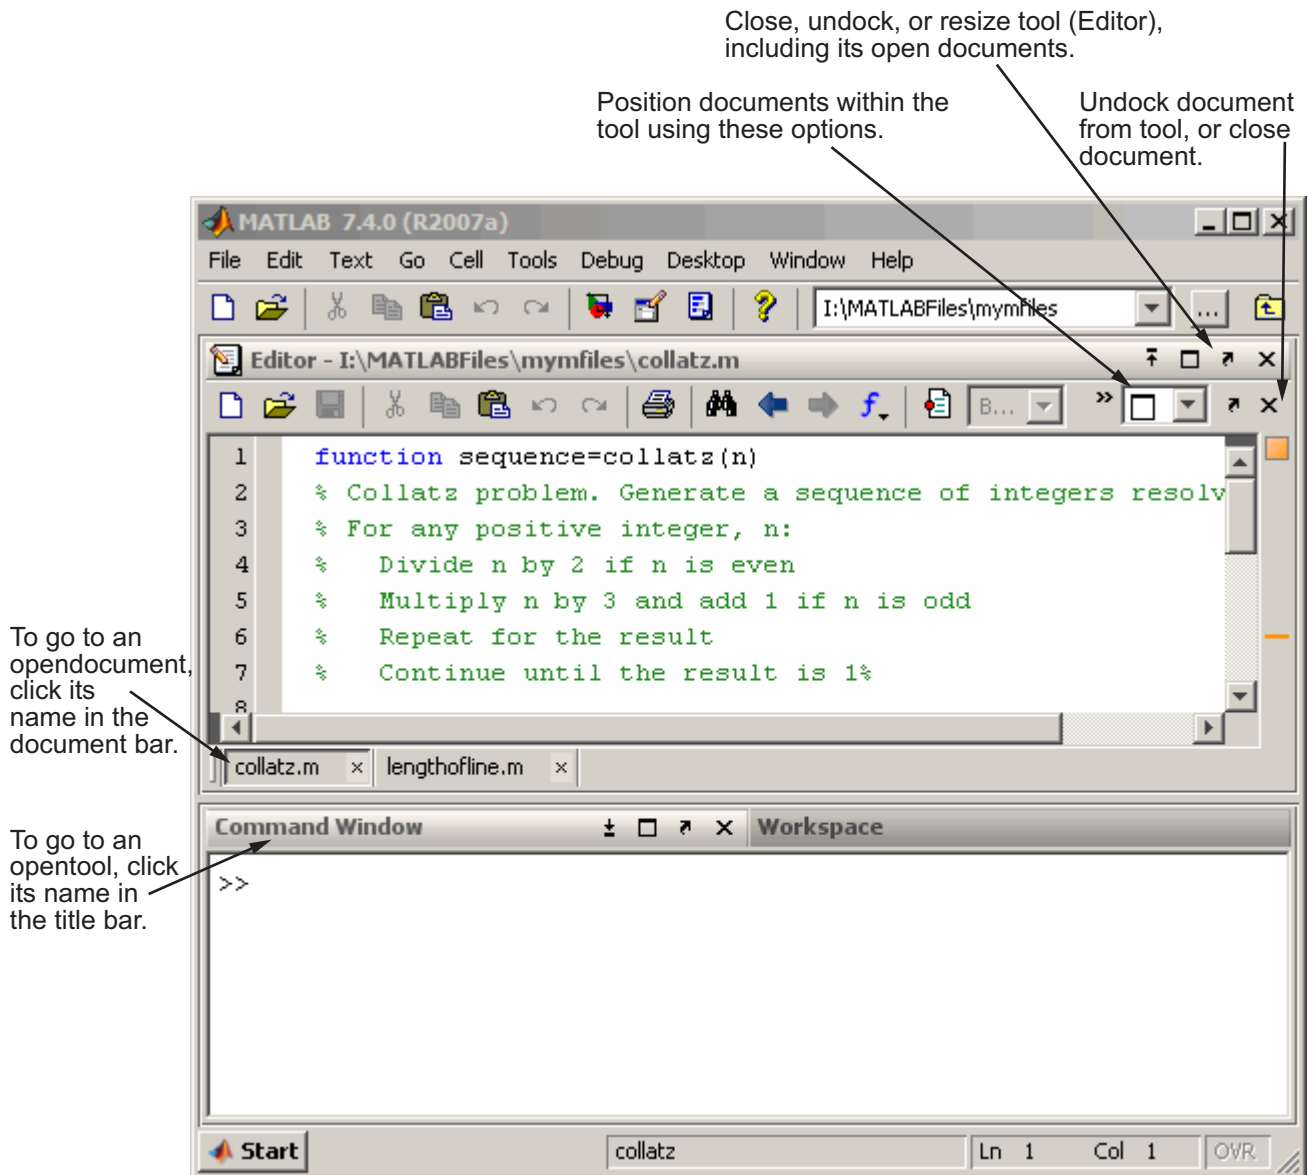 Close, undock, or resize tool (Editor),
including its open documents.
Position documents within the
tool using these options.
Undock document
from tool, or close
document.
MATLAB 7.4.0 (R2007a)
File Edit Text Go Cell Tools Debug Desktop Window Help
I:\MATLABFiles\mymfiles ...
Editor - I:\MATLABFiles\mymfiles\collatz.m
B... »
1 function sequence=collatz(n)
2 % Collatz problem. Generate a sequence of integers resolv
3 % For any positive integer, n:
4 %   Divide n by 2 if n is even
5 %   Multiply n by 3 and add 1 if n is odd
6 %   Repeat for the result
7 %   Continue until the result is 1%
8
To go to an
opendocument,
click its
name in the
document bar.
collatz.m × lengthofline.m ×
Command Window Workspace
To go to an
opentool, click
its name in
the title bar.
>>
Start collatz Ln 1 Col 1 OVR